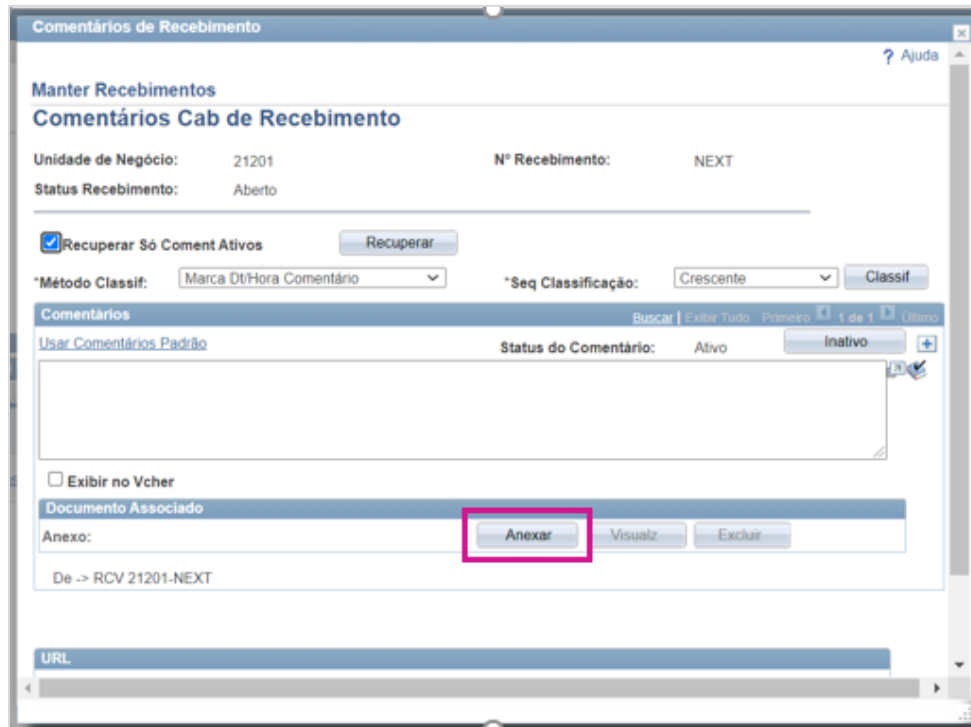 Comentários de Recebimento
? Ajuda
Manter Recebimentos
Comentários Cab de Recebimento
Unidade de Negócio: 21201 Nº Recebimento: NEXT
Status Recebimento: Aberto
Recuperar Só Coment Ativos Recuperar
*Método Classif: Marca Dt/Hora Comentário *Seq Classificação: Crescente Classif
Comentários Buscar | Exibir Tudo Primeiro 1 de 1 Último
Usar Comentários Padrão Status do Comentário: Ativo Inativo
Exibir no Vcher
Documento Associado
Anexo: Anexar Visualz Excluir
De -> RCV 21201-NEXT
URL